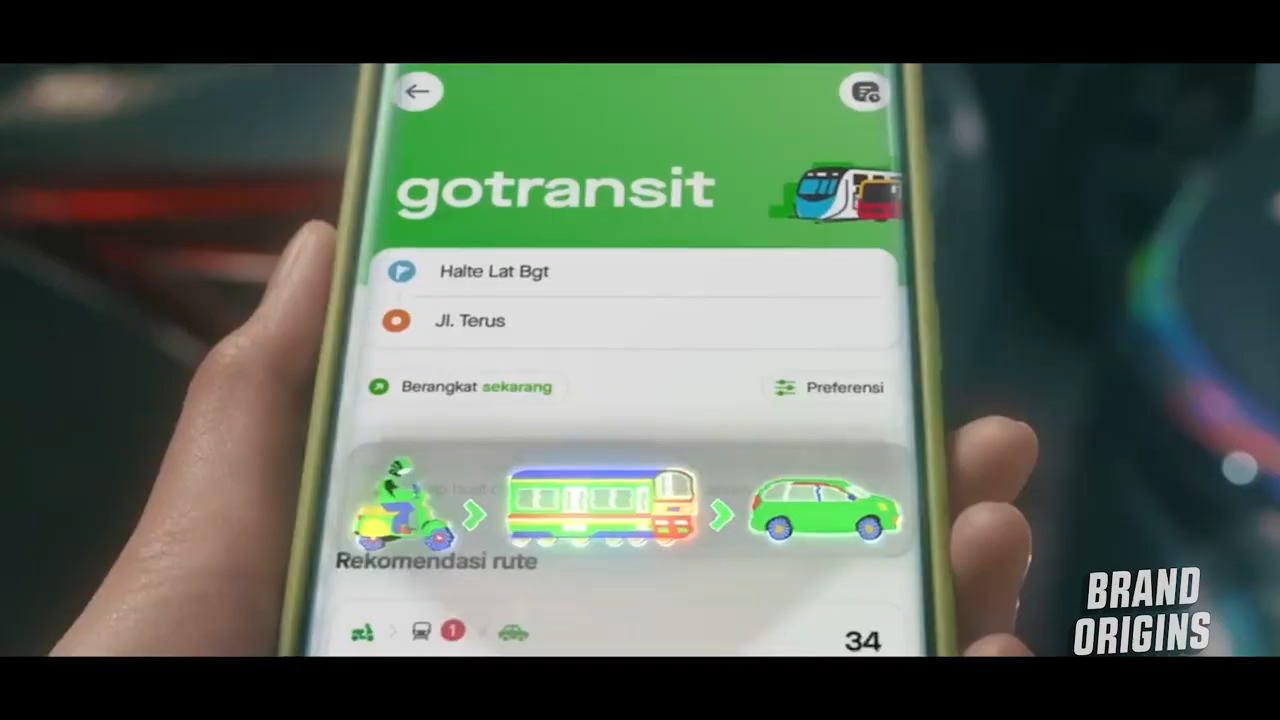 gotransit
Halte Lat Bgt
Jl. Terus
Berangkat sekarang
Preferensi
Rekomendasi rute
1
34
BRAND
ORIGINS